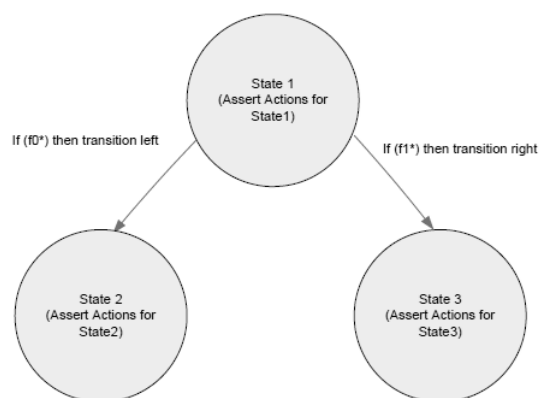 State 1
(Assert Actions for
State1)
If (f0*) then transition left
If (f1*) then transition right
State 2
(Assert Actions for
State2)
State 3
(Assert Actions for
State3)